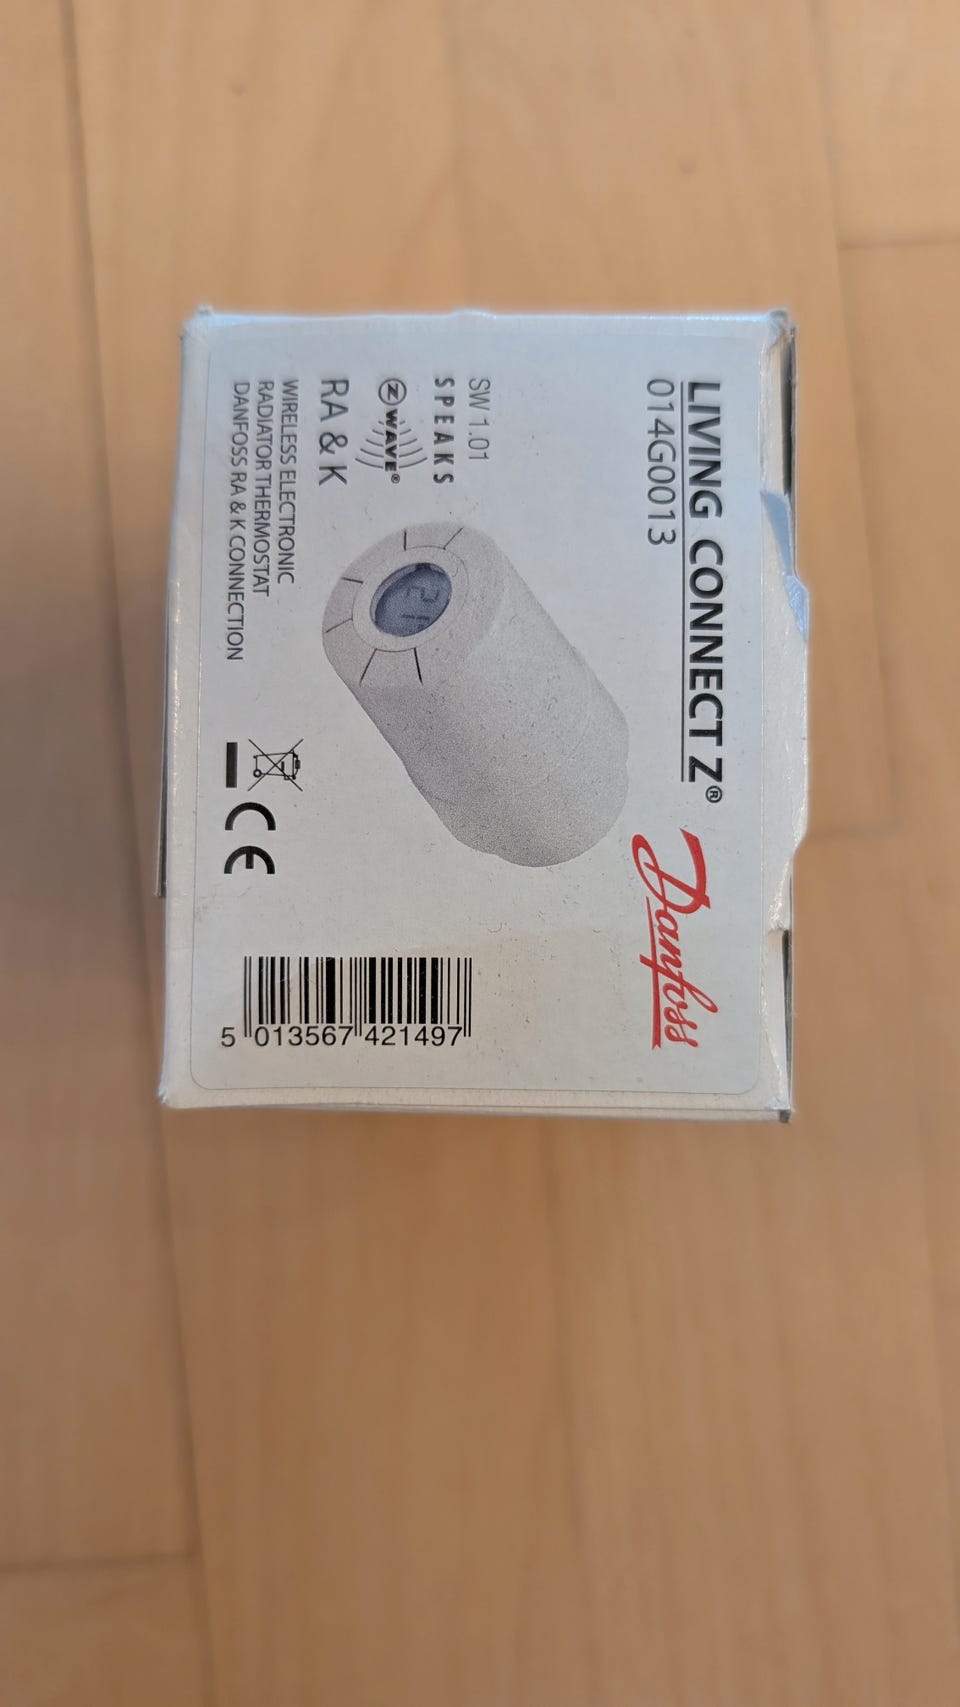 LIVING CONNECT Z®
014G0013
Danfoss
SW 1.01
SPEAKS
Z WAVE®
RA & K
WIRELESS ELECTRONIC
RADIATOR THERMOSTAT
DANFOSS RA & K CONNECTION
21
CE
5 013567 421497